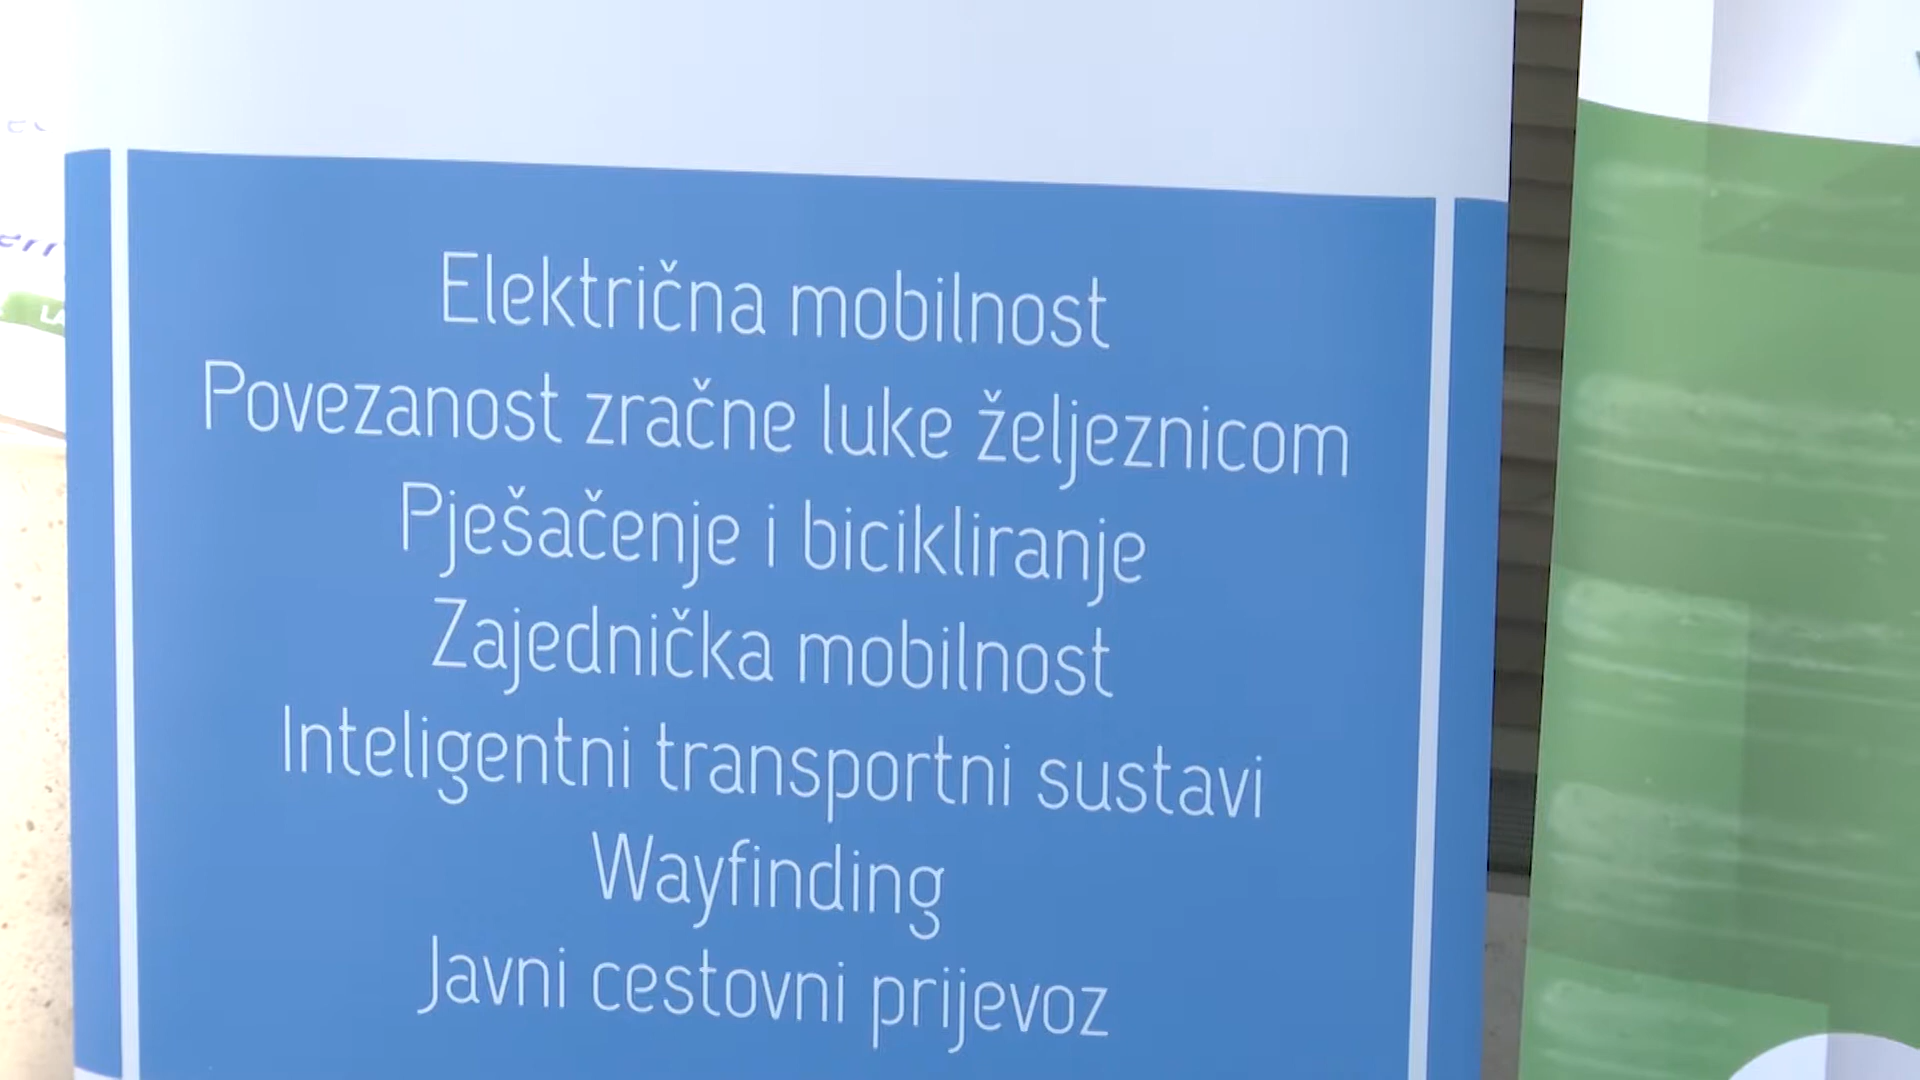 Električna mobilnost
Povezanost zračne luke željeznicom
Pješačenje i bicikliranje
Zajednička mobilnost
Inteligentni transportni sustavi
Wayfinding
Javni cestovni prijevoz